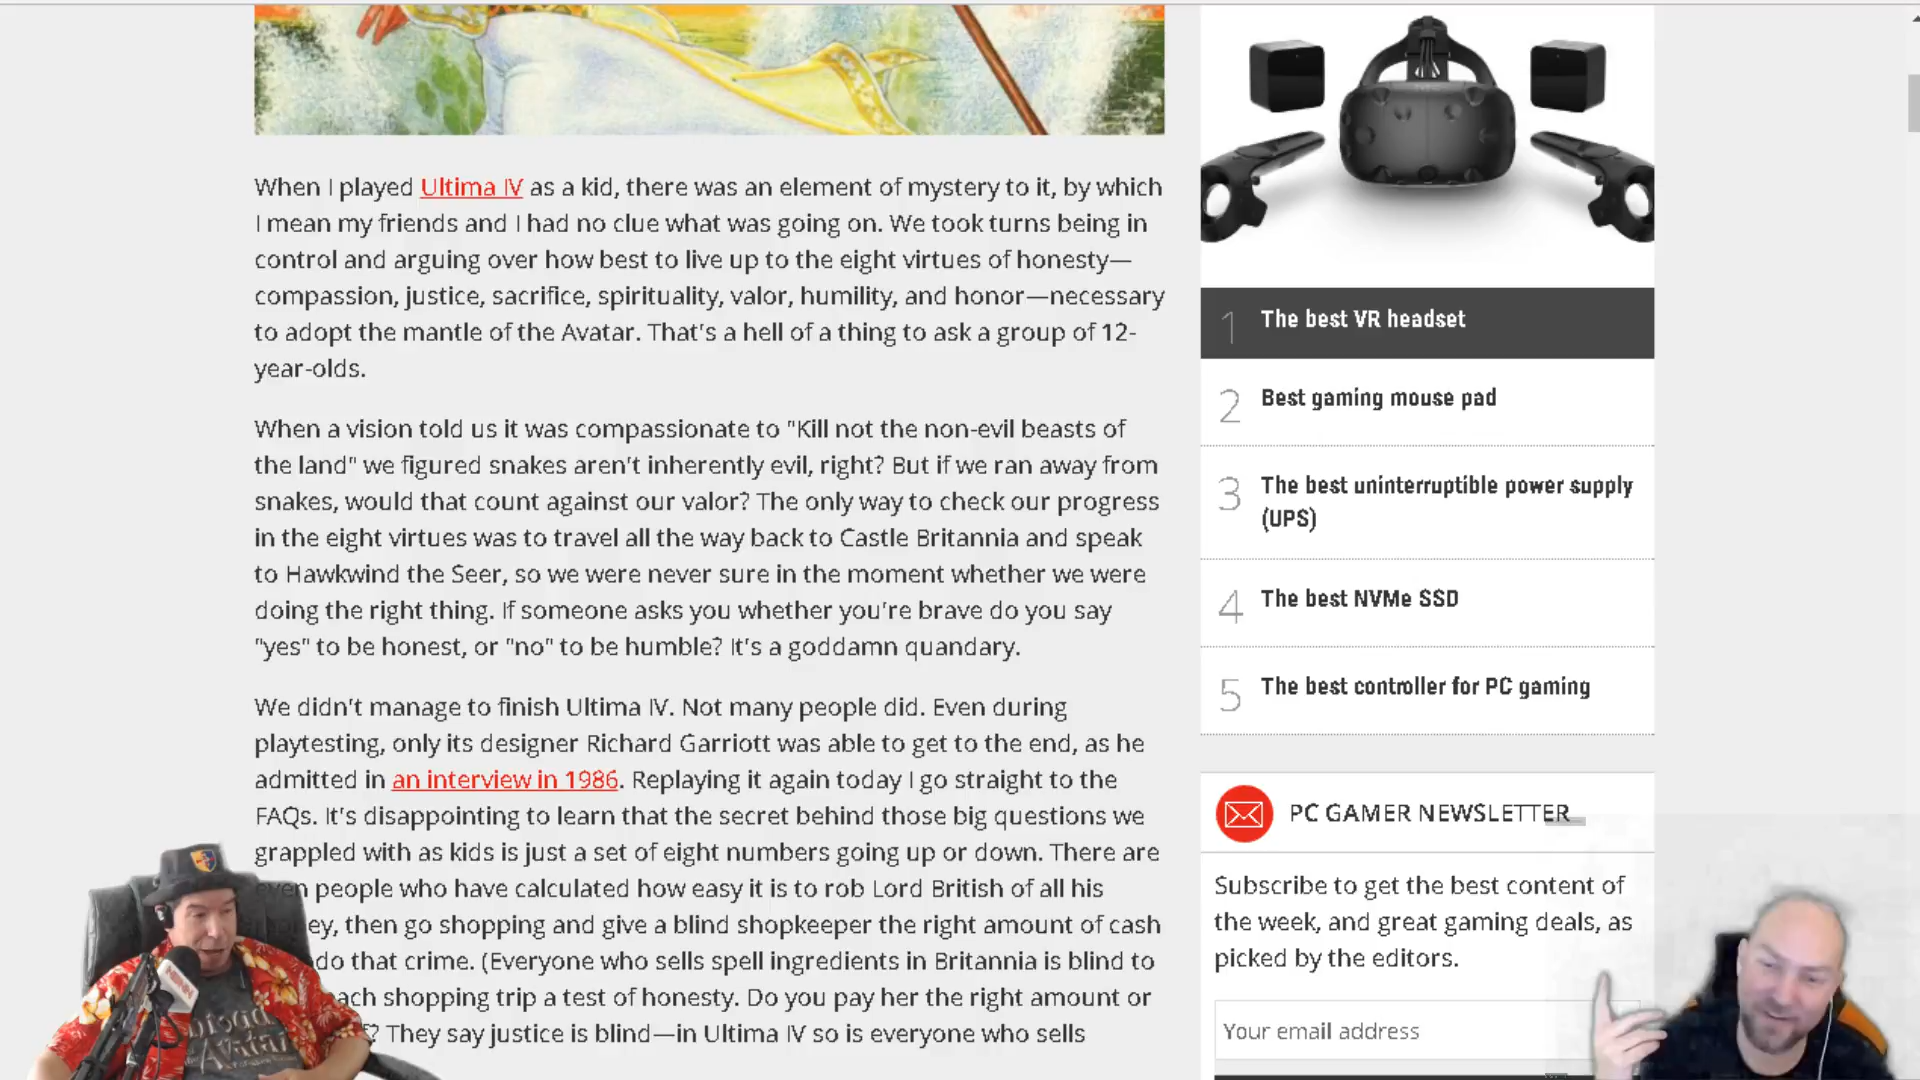 When I played Ultima IV as a kid, there was an element of mystery to it, by which
I mean my friends and I had no clue what was going on. We took turns being in
control and arguing over how best to live up to the eight virtues of honesty—
compassion, justice, sacrifice, spirituality, valor, humility, and honor—necessary
to adopt the mantle of the Avatar. That's a hell of a thing to ask a group of 12-
year-olds.
When a vision told us it was compassionate to "Kill not the non-evil beasts of
the land" we figured snakes aren't inherently evil, right? But if we ran away from
snakes, would that count against our valor? The only way to check our progress
in the eight virtues was to travel all the way back to Castle Britannia and speak
to Hawkwind the Seer, so we were never sure in the moment whether we were
doing the right thing. If someone asks you whether you're brave do you say
"yes" to be honest, or "no" to be humble? It's a goddamn quandary.
We didn't manage to finish Ultima IV. Not many people did. Even during
playtesting, only its designer Richard Garriott was able to get to the end, as he
admitted in an interview in 1986. Replaying it again today I go straight to the
FAQs. It's disappointing to learn that the secret behind those big questions we
grappled with as kids is just a set of eight numbers going up or down. There are
even people who have calculated how easy it is to rob Lord British of all his
then go shopping and give a blind shopkeeper the right amount of cash
do that crime. (Everyone who sells spell ingredients in Britannia is blind to
shopping trip a test of honesty. Do you pay her the right amount or
They say justice is blind—in Ultima IV so is everyone who sells
1 The best VR headset
2 Best gaming mouse pad
3 The best uninterruptible power supply
(UPS)
4 The best NVMe SSD
5 The best controller for PC gaming
PC GAMER NEWSLETTER
Subscribe to get the best content of
the week, and great gaming deals, as
picked by the editors.
Your email address